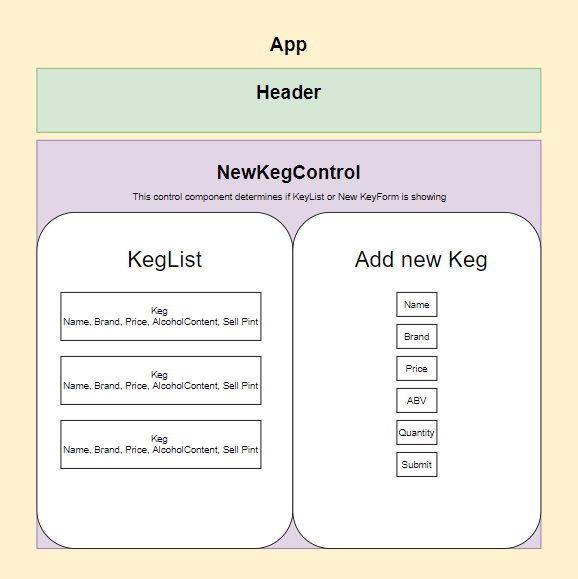 App
Header
NewKegControl
This control component determines if KeyList or New KeyForm is showing
KegList
Keg
Name, Brand, Price, AlcoholContent, Sell Pint
Keg
Name, Brand, Price, AlcoholContent, Sell Pint
Keg
Name, Brand, Price, AlcoholContent, Sell Pint
Add new Keg
Name
Brand
Price
ABV
Quantity
Submit